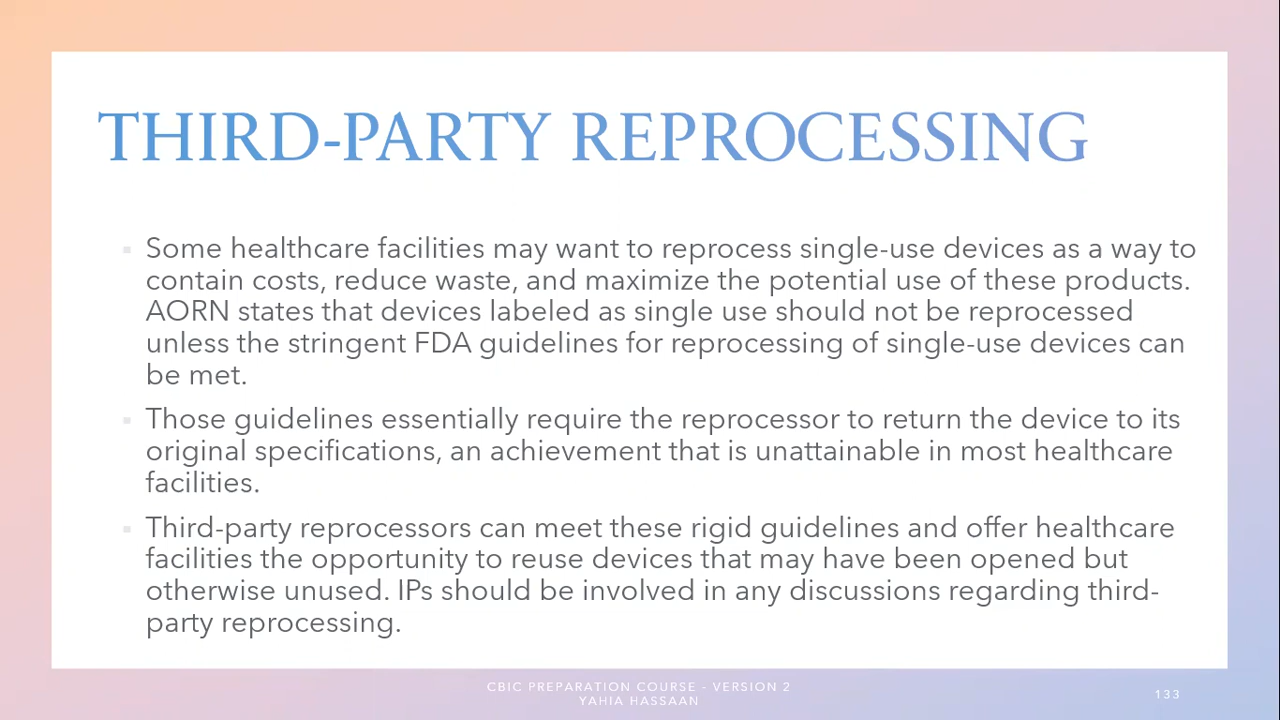 THIRD-PARTY REPROCESSING
Some healthcare facilities may want to reprocess single-use devices as a way to
contain costs, reduce waste, and maximize the potential use of these products.
AORN states that devices labeled as single use should not be reprocessed
unless the stringent FDA guidelines for reprocessing of single-use devices can
be met.
Those guidelines essentially require the reprocessor to return the device to its
original specifications, an achievement that is unattainable in most healthcare
facilities.
Third-party reprocessors can meet these rigid guidelines and offer healthcare
facilities the opportunity to reuse devices that may have been opened but
otherwise unused. IPs should be involved in any discussions regarding third-
party reprocessing.
CBIC PREPARATION COURSE - VERSION 2
YAHIA HASSAAN
133